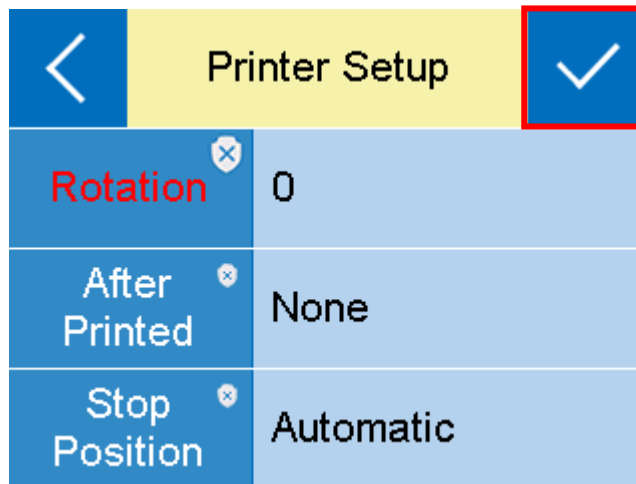 Printer Setup
Rotation
0
After
Printed
None
Stop
Position
Automatic